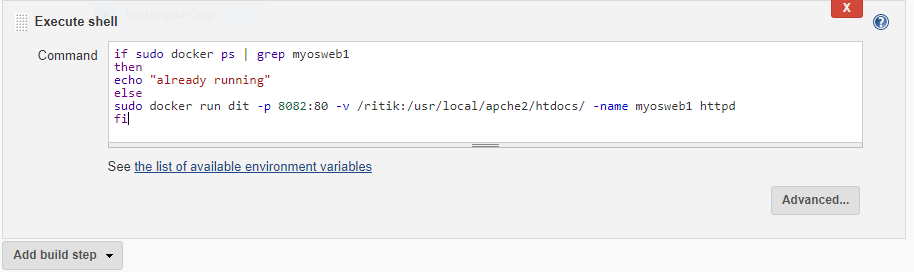 Rectangular Snip
X
Execute shell
Command
if sudo docker ps | grep myosweb1
then
echo "already running"
else
sudo docker run dit -p 8082:80 -v /ritik:/usr/local/apche2/htdocs/ -name myosweb1 httpd
fi
See the list of available environment variables
Advanced...
Add build step